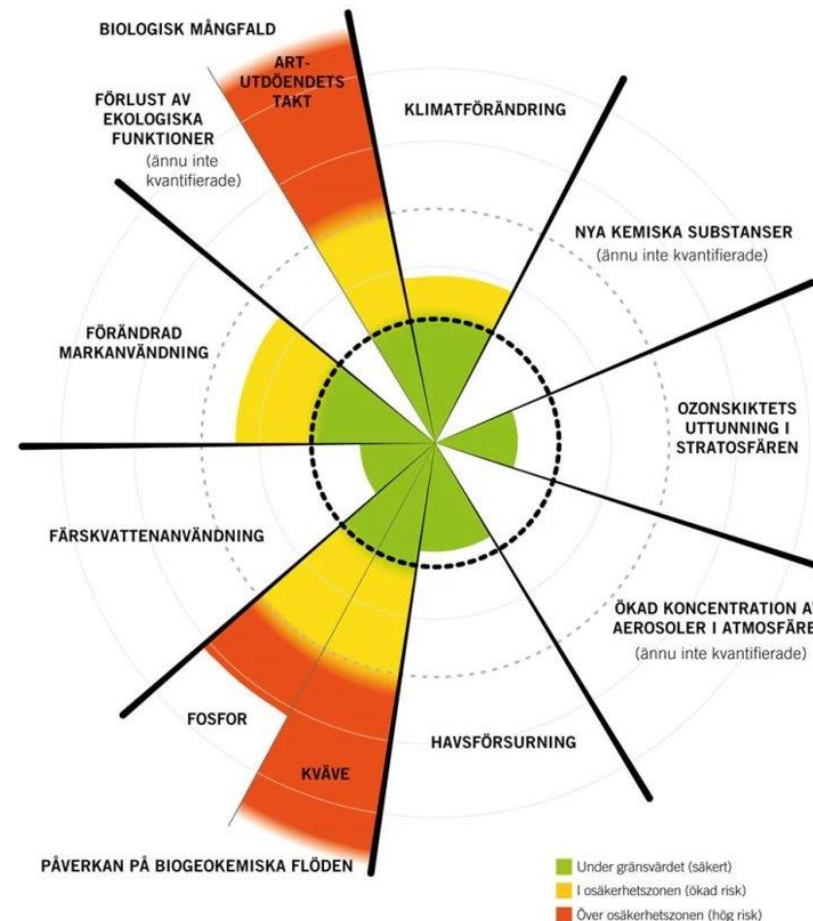 BIOLOGISK MÅNGFALD
ART-
UTDÖENDETS
TAKT
FÖRLUST AV
EKOLOGISKA
FUNKTIONER
(ännu inte
kvantifierade)
KLIMATFÖRÄNDRING
NYA KEMISKA SUBSTANSER
(ännu inte kvantifierade)
FÖRÄNDRAD
MARKANVÄNDNING
OZONSKIKTETS
UTTUNNING I
STRATOSFÄREN
FÄRSKVATTENANVÄNDNING
ÖKAD KONCENTRATION A
AEROSOLER I ATMOSFÄRE
(ännu inte kvantifierade)
FOSFOR
HAVSFÖRSURNING
KVÄVE
PÅVERKAN PÅ BIOGEOKEMISKA FLÖDEN
Under gränsvärdet (säkert)
I osäkerhetszonen (ökad risk)
Över osäkerhetszonen (hög risk)